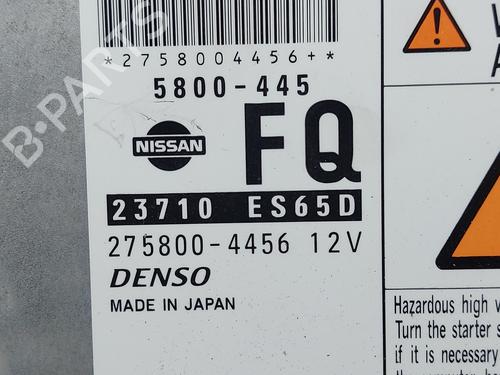 *2758004456+*
5800-445
NISSAN
FQ
23710 ES65D
275800-4456 12V
DENSO
MADE IN JAPAN
Hazardous high
Turn the starter
if it is necessary
B-PARTS